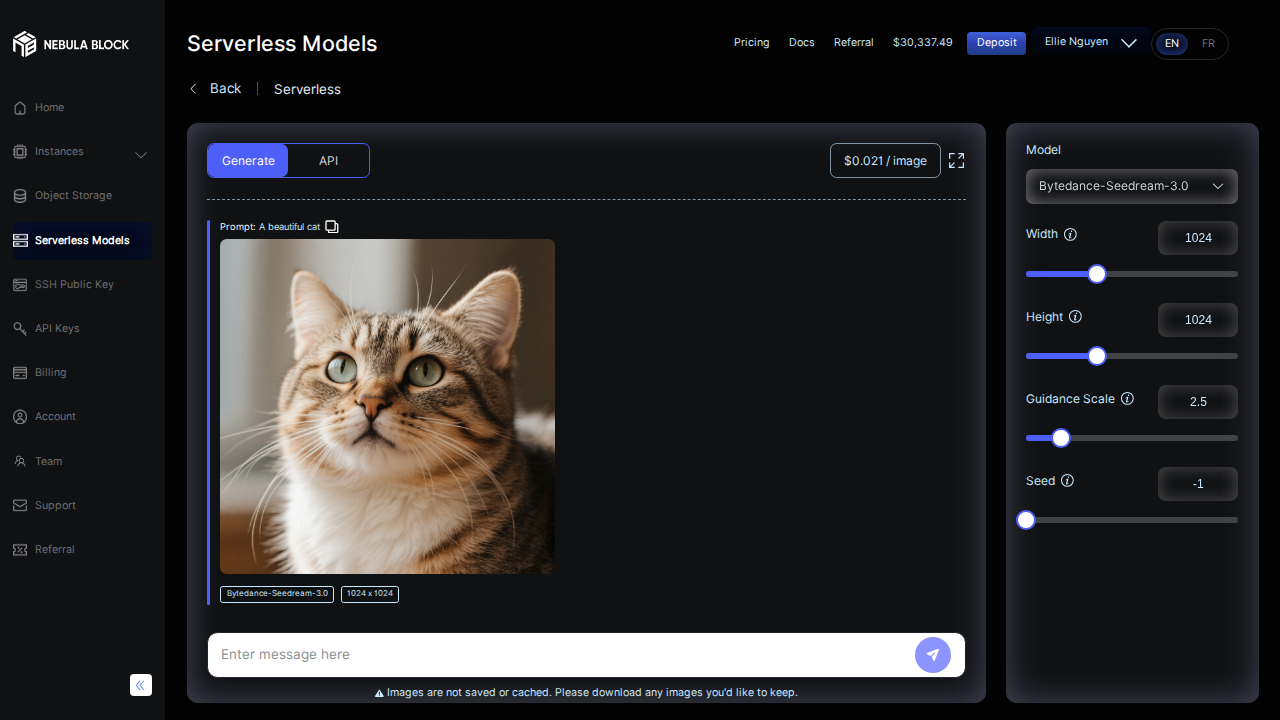 NEBULA BLOCK
Home
Instances
Object Storage
Serverless Models
SSH Public Key
API Keys
Billing
Account
Team
Support
Referral
Serverless Models
Pricing
Docs
Referral
$30,337.49
Deposit
Ellie Nguyen
EN
FR
Back
Serverless
Generate
API
$0.021 / image
Prompt: A beautiful cat
Bytedance-Seedream-3.0
1024 x 1024
Enter message here
Images are not saved or cached. Please download any images you'd like to keep.
Model
Bytedance-Seedream-3.0
Width
1024
Height
1024
Guidance Scale
2.5
Seed
-1